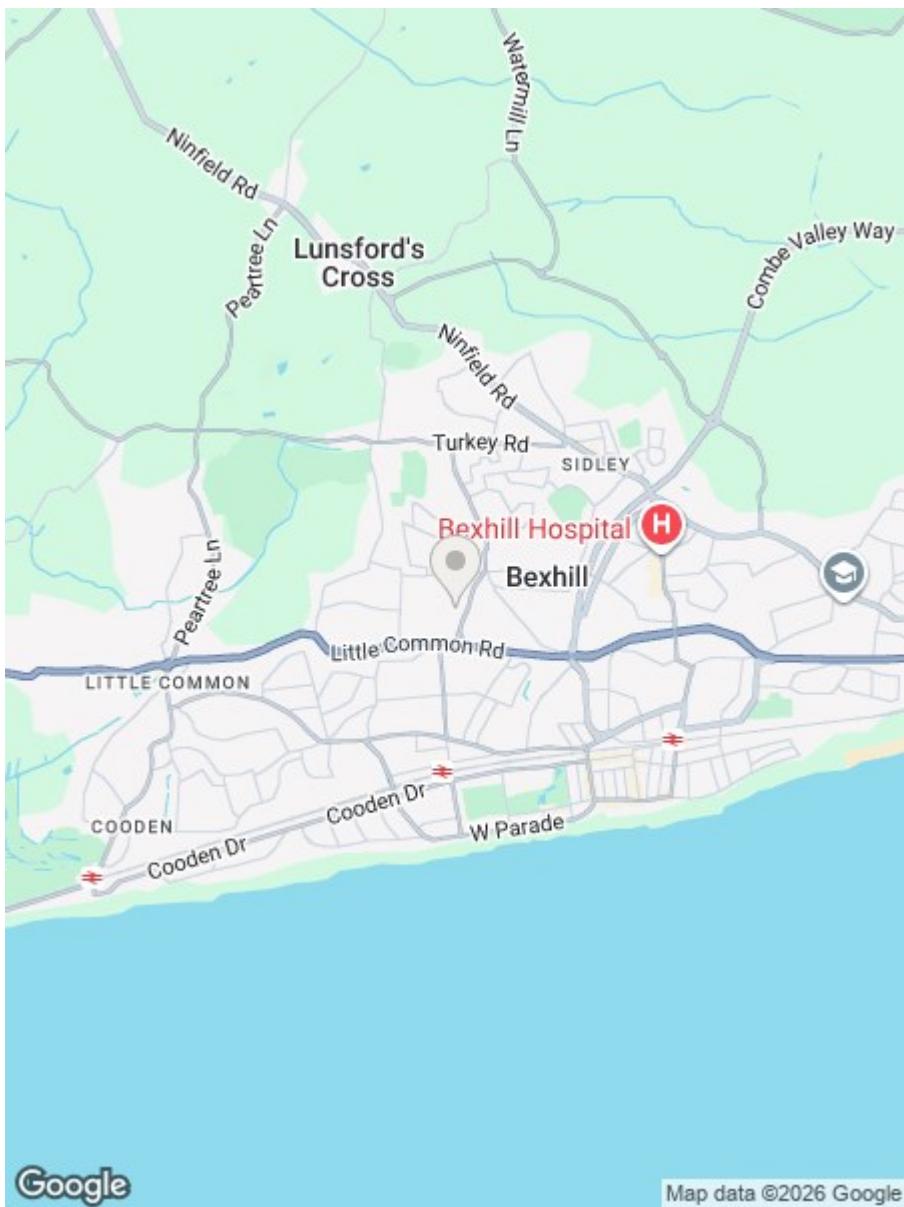 Watermill Ln
Ninfield Rd
Combe Valley Way
Lunsford's
Cross
Peartree Ln
Ninfield Rd
Turkey Rd
SIDLEY
Bexhill Hospital
H
Bexhill
Peartree Ln
Little Common Rd
LITTLE COMMON
Cooden Dr
COODEN
W Parade
Cooden Dr
Google
Map data ©2026 Google